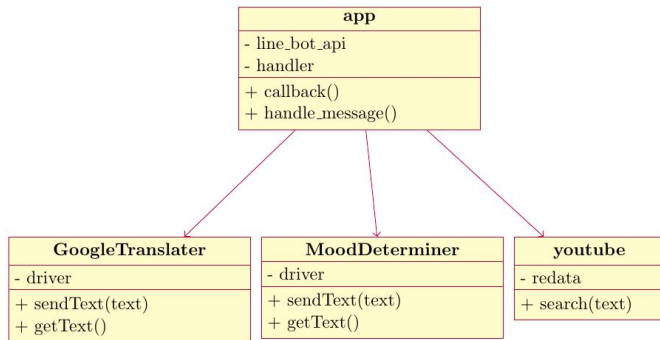 app
- line_bot_api
- handler
+ callback()
+ handle_message()
GoogleTranslater
- driver
+ sendText(text)
+ getText()
MoodDeterminer
- driver
+ sendText(text)
+ getText()
youtube
- redata
+ search(text)